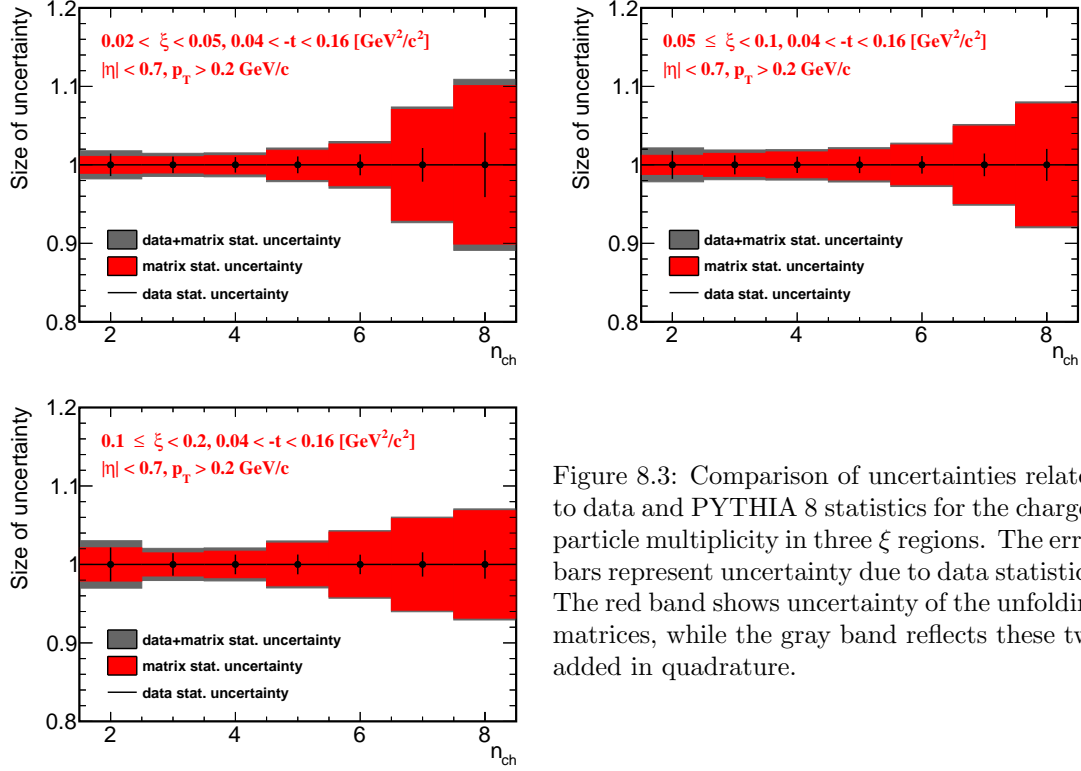 1.2
0.02 < ξ < 0.05, 0.04 < -t < 0.16 [GeV²/c²]
|η| < 0.7, p_T > 0.2 GeV/c
1.1
1
0.9
0.8
Size of uncertainty
data+matrix stat. uncertainty
matrix stat. uncertainty
data stat. uncertainty
2 4 6 8
n_ch
1.2
0.05 ≤ ξ < 0.1, 0.04 < -t < 0.16 [GeV²/c²]
|η| < 0.7, p_T > 0.2 GeV/c
1.1
1
0.9
0.8
Size of uncertainty
data+matrix stat. uncertainty
matrix stat. uncertainty
data stat. uncertainty
2 4 6 8
n_ch
1.2
0.1 ≤ ξ < 0.2, 0.04 < -t < 0.16 [GeV²/c²]
|η| < 0.7, p_T > 0.2 GeV/c
1.1
1
0.9
0.8
Size of uncertainty
data+matrix stat. uncertainty
matrix stat. uncertainty
data stat. uncertainty
2 4 6 8
n_ch
Figure 8.3: Comparison of uncertainties relate
to data and PYTHIA 8 statistics for the charge
particle multiplicity in three ξ regions. The err
bars represent uncertainty due to data statistic
The red band shows uncertainty of the unfoldin
matrices, while the gray band reflects these tw
added in quadrature.